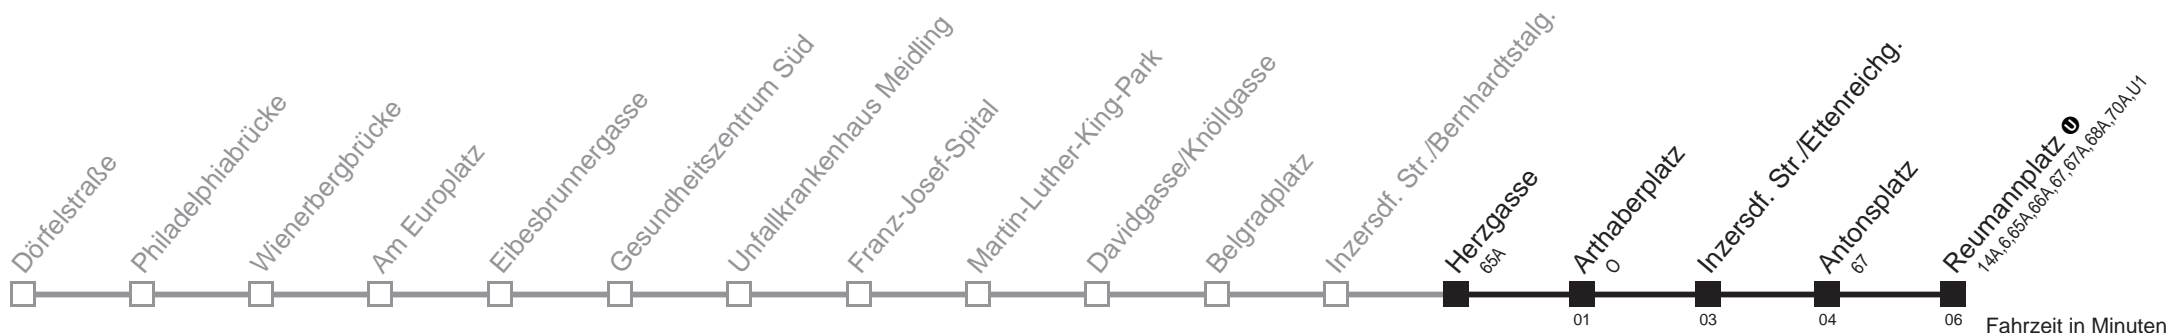 Dörfelstraße
Philadelphiabrücke
Wienerbergbrücke
Am Europlatz
Eibesbrunnergasse
Gesundheitszentrum Süd
Unfallkrankenhaus Meidling
Franz-Josef-Spital
Martin-Luther-King-Park
Davidgasse/Knöllgasse
Belgradplatz
Inzersdf. Str./Bernhardtstalg.
Herzgasse
65A
Arthaberplatz
O
01
Inzersdf. Str./Ettenreichg.
03
Antonsplatz
67
04
Reumannplatz U
14A,6,65A,66A,67,67A,68A,70A,U1
06
Fahrzeit in Minuten